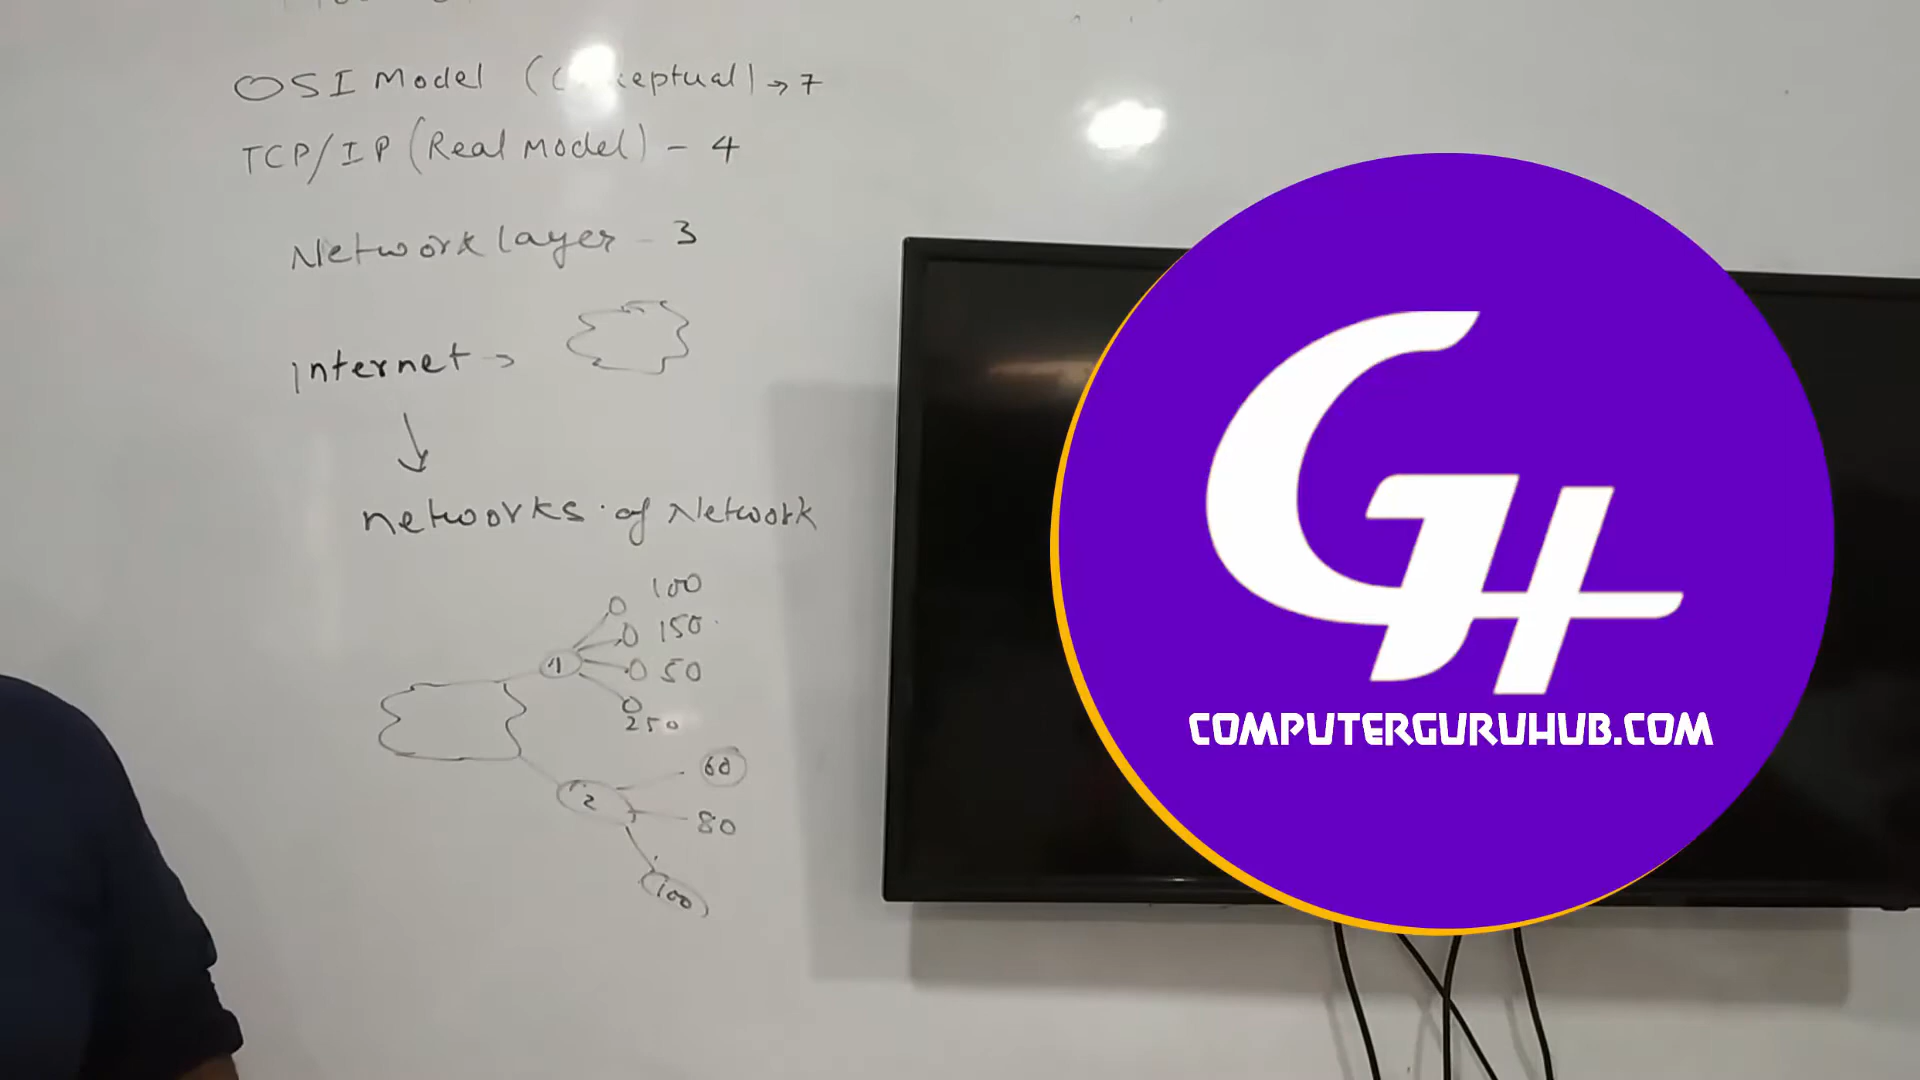 OSI Model (Conceptual) → 7
TCP/IP (Real Model) - 4
Network layer - 3
internet →
networks of Network
1
100
150
50
250
2
60
80
100
GH
COMPUTERGURUHUB.COM